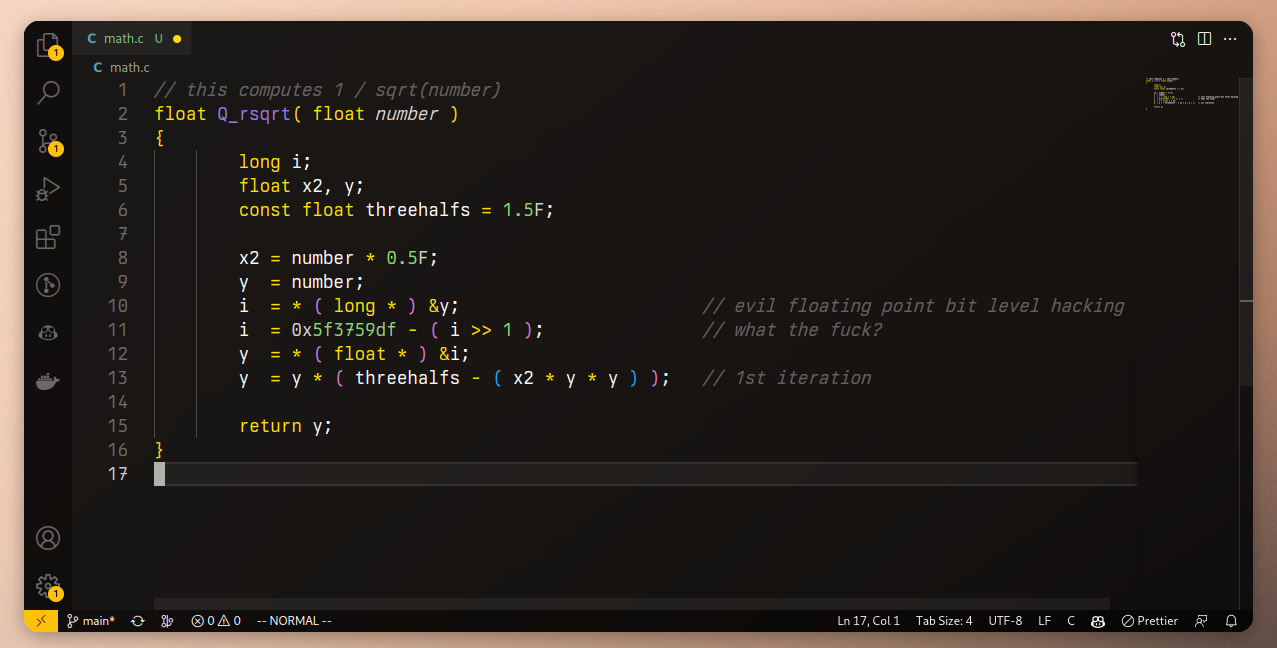 1
1
1
C math.c U
C math.c
1 // this computes 1 / sqrt(number)
2 float Q_rsqrt( float number )
3 {
4 long i;
5 float x2, y;
6 const float threehalfs = 1.5F;
7
8 x2 = number * 0.5F;
9 y  = number;
10 i  = * ( long * ) &y; // evil floating point bit level hacking
11 i  = 0x5f3759df - ( i >> 1 ); // what the fuck?
12 y  = * ( float * ) &i;
13 y  = y * ( threehalfs - ( x2 * y * y ) ); // 1st iteration
14
15 return y;
16 }
17
main* 0 0 -- NORMAL -- Ln 17, Col 1 Tab Size: 4 UTF-8 LF C Prettier